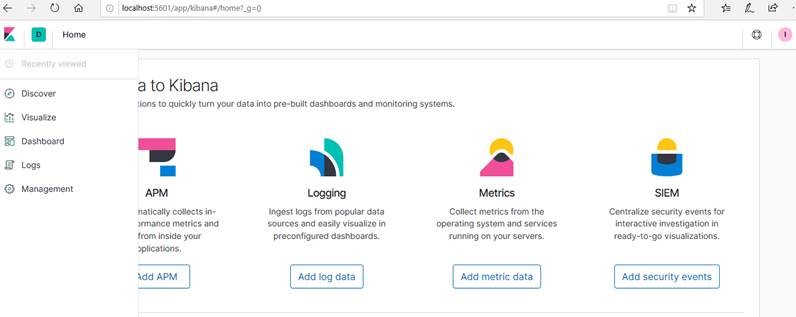 localhost:5601/app/kibana#/home?_g=()
D Home I
Recently viewed
Discover
Visualize
Dashboard
Logs
Management
a to Kibana
tions to quickly turn your data into pre-built dashboards and monitoring systems.
APM
matically collects in-
ormance metrics and
from inside your
pplications.
Add APM
Logging
Ingest logs from popular data
sources and easily visualize in
preconfigured dashboards.
Add log data
Metrics
Collect metrics from the
operating system and services
running on your servers.
Add metric data
SIEM
Centralize security events for
interactive investigation in
ready-to-go visualizations.
Add security events